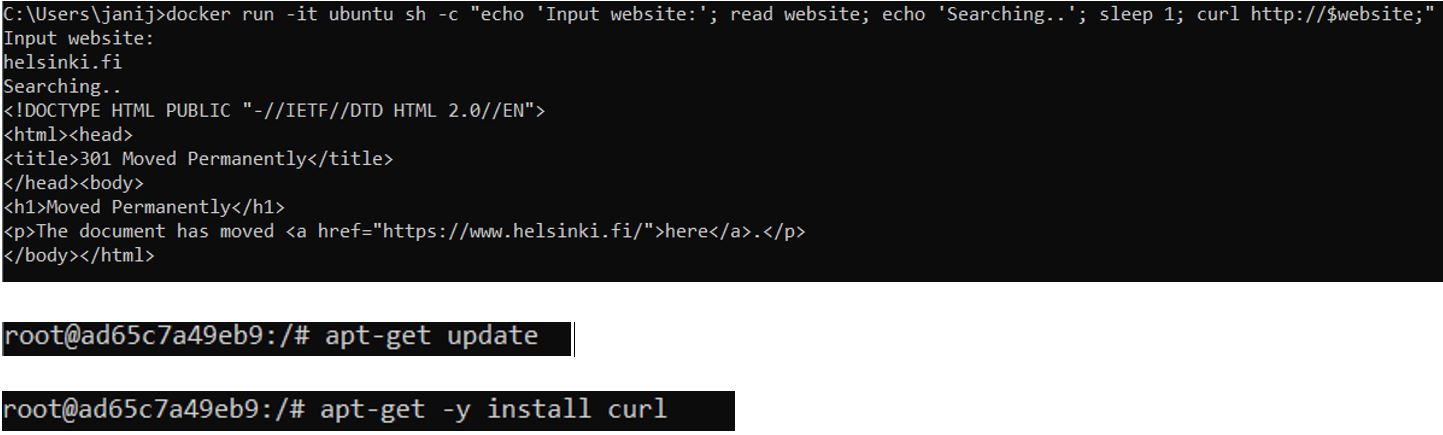 C:\Users\janij>docker run -it ubuntu sh -c "echo 'Input website:'; read website; echo 'Searching..'; sleep 1; curl http://$website;"
Input website:
helsinki.fi
Searching..
<!DOCTYPE HTML PUBLIC "-//IETF//DTD HTML 2.0//EN">
<html><head>
<title>301 Moved Permanently</title>
</head><body>
<h1>Moved Permanently</h1>
<p>The document has moved <a href="https://www.helsinki.fi/">here</a>.</p>
</body></html>
root@ad65c7a49eb9:/# apt-get update
root@ad65c7a49eb9:/# apt-get -y install curl